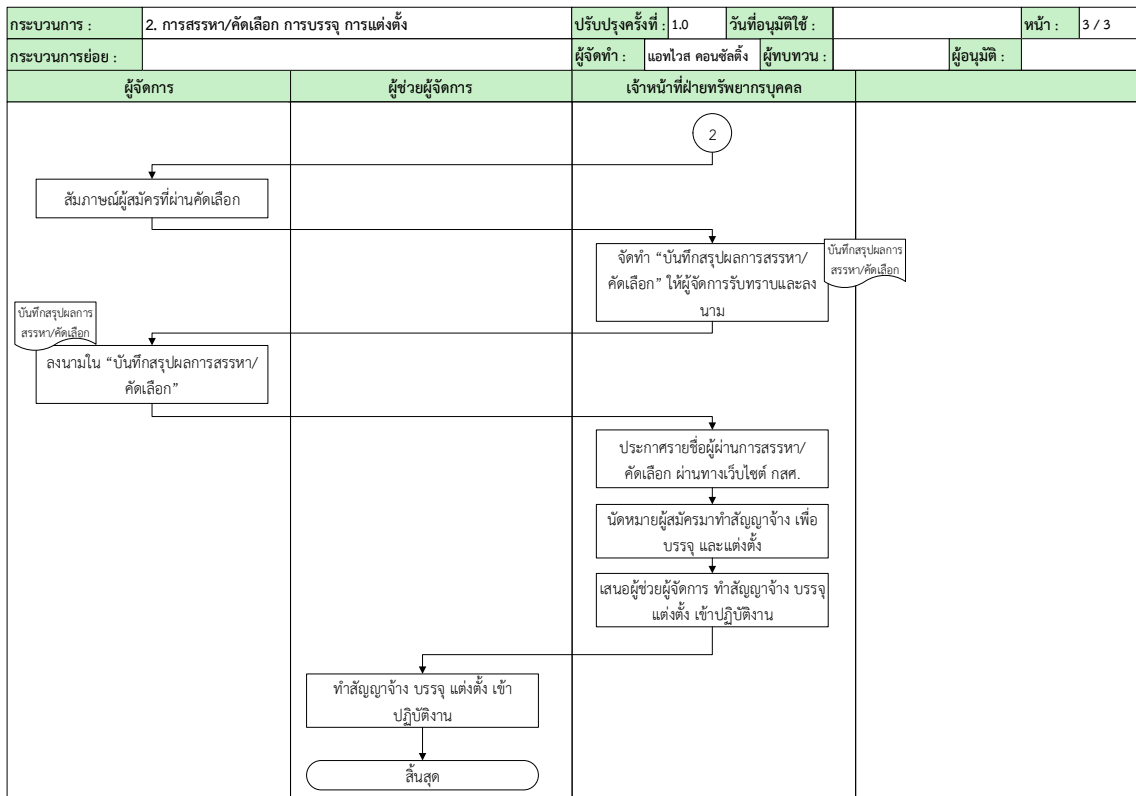 กระบวนการ : 2. การสรรหา/คัดเลือก การบรรจุ การแต่งตั้ง ปรับปรุงครั้งที่ : 1.0 วันที่อนุมัติใช้ : หน้า : 3 / 3
กระบวนการย่อย : ผู้จัดทำ : แอทไวส คอนซัลติ้ง ผู้ทบทวน : ผู้อนุมัติ :
ผู้จัดการ ผู้ช่วยผู้จัดการ เจ้าหน้าที่ฝ่ายทรัพยากรบุคคล
2
สัมภาษณ์ผู้สมัครที่ผ่านคัดเลือก
จัดทำ “บันทึกสรุปผลการสรรหา/
คัดเลือก” ให้ผู้จัดการรับทราบและลง
นาม
บันทึกสรุปผลการ
สรรหา/คัดเลือก
บันทึกสรุปผลการ
สรรหา/คัดเลือก
ลงนามใน “บันทึกสรุปผลการสรรหา/
คัดเลือก”
ประกาศรายชื่อผู้ผ่านการสรรหา/
คัดเลือก ผ่านทางเว็บไซต์ กสศ.
นัดหมายผู้สมัครมาทำสัญญาจ้าง เพื่อ
บรรจุ และแต่งตั้ง
เสนอผู้ช่วยผู้จัดการ ทำสัญญาจ้าง บรรจุ
แต่งตั้ง เข้าปฏิบัติงาน
ทำสัญญาจ้าง บรรจุ แต่งตั้ง เข้า
ปฏิบัติงาน
สิ้นสุด